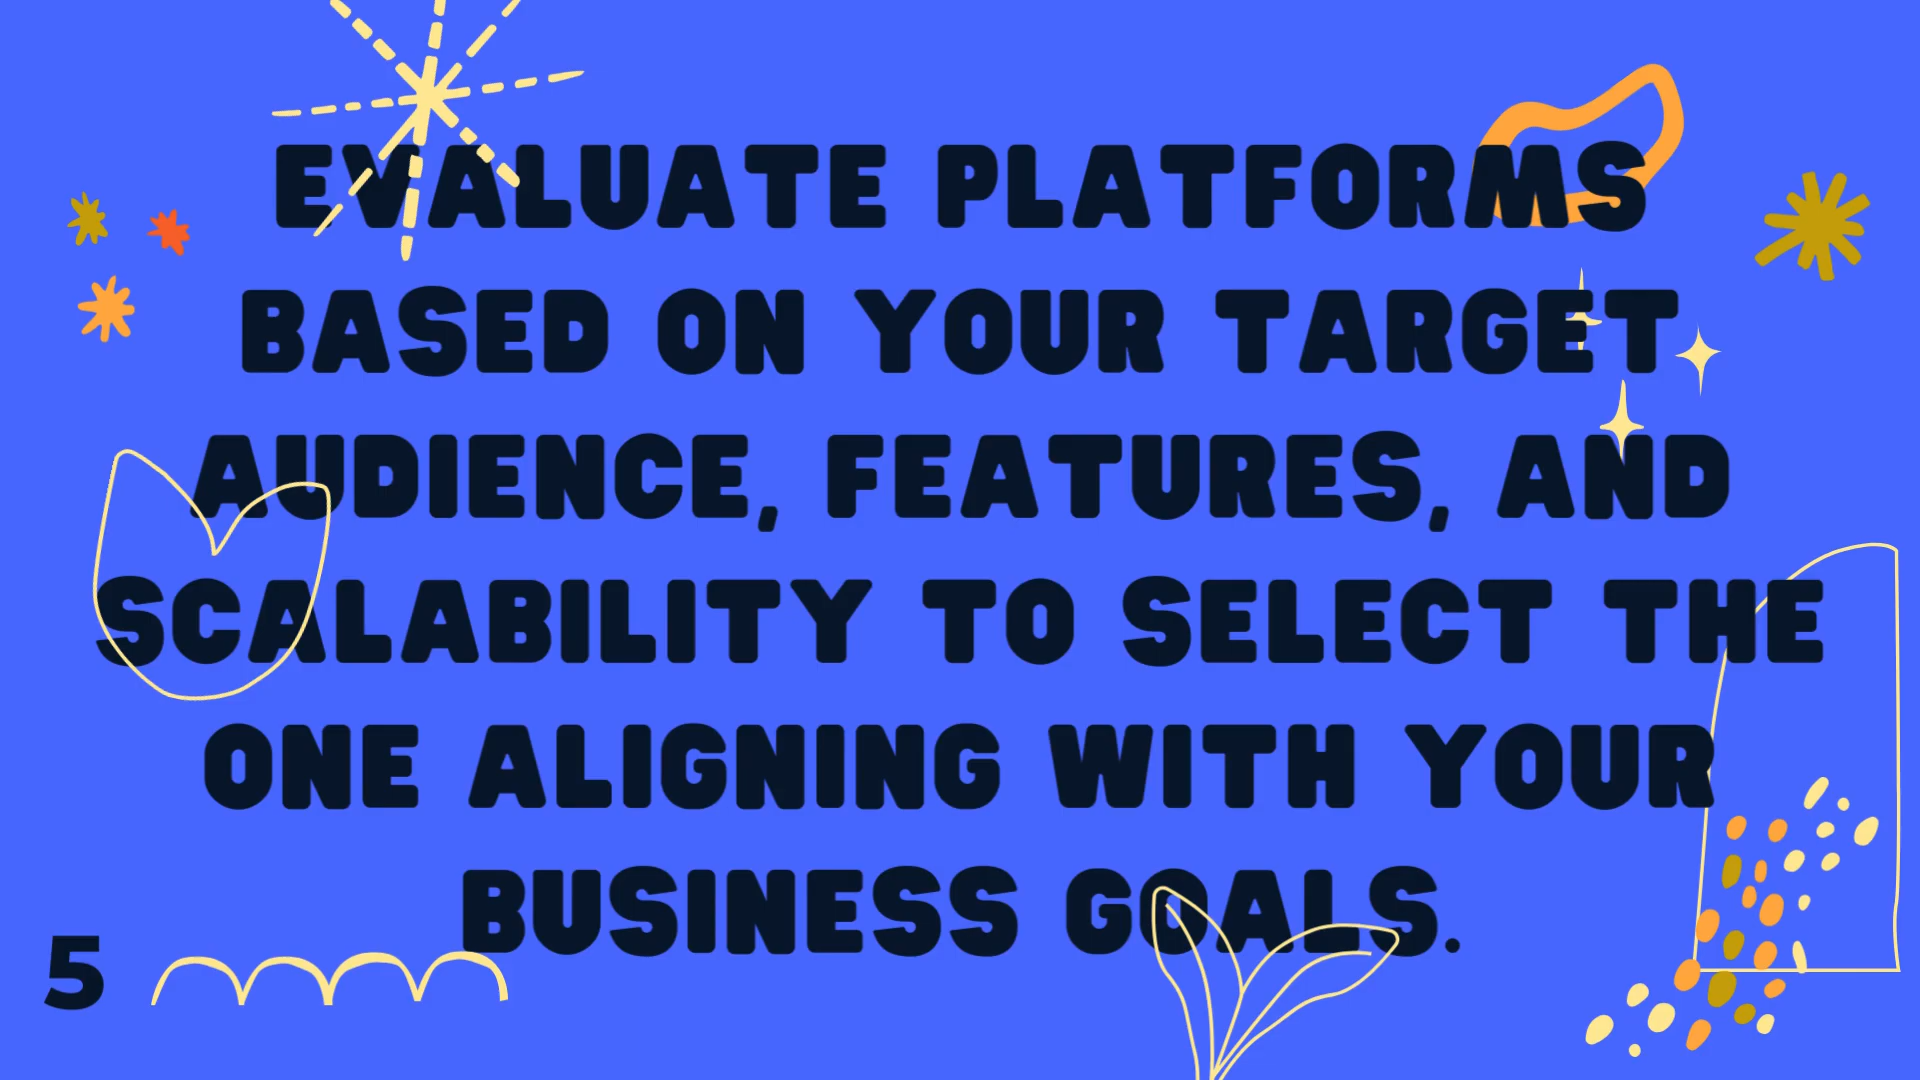 EVALUATE PLATFORMS
BASED ON YOUR TARGET
AUDIENCE, FEATURES, AND
SCALABILITY TO SELECT THE
ONE ALIGNING WITH YOUR
BUSINESS GOALS.
5